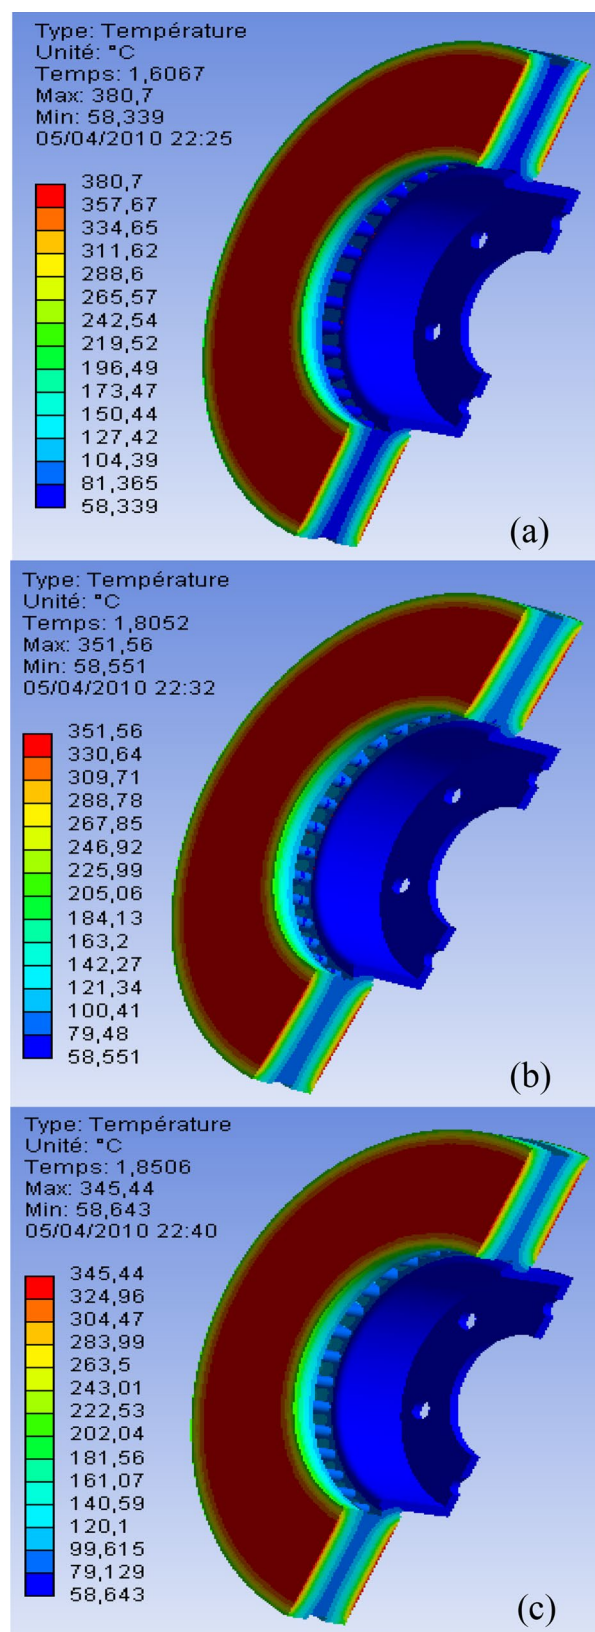 Type: Température
Unité: °C
Temps: 1,6067
Max: 380,7
Min: 58,339
05/04/2010 22:25
380,7
357,67
334,65
311,62
288,6
265,57
242,54
219,52
196,49
173,47
150,44
127,42
104,39
81,365
58,339
(a)
Type: Température
Unité: °C
Temps: 1,8052
Max: 351,56
Min: 58,551
05/04/2010 22:32
351,56
330,64
309,71
288,78
267,85
246,92
225,99
205,06
184,13
163,2
142,27
121,34
100,41
79,48
58,551
(b)
Type: Température
Unité: °C
Temps: 1,8506
Max: 345,44
Min: 58,643
05/04/2010 22:40
345,44
324,96
304,47
283,99
263,5
243,01
222,53
202,04
181,56
161,07
140,59
120,1
99,615
79,129
58,643
(c)